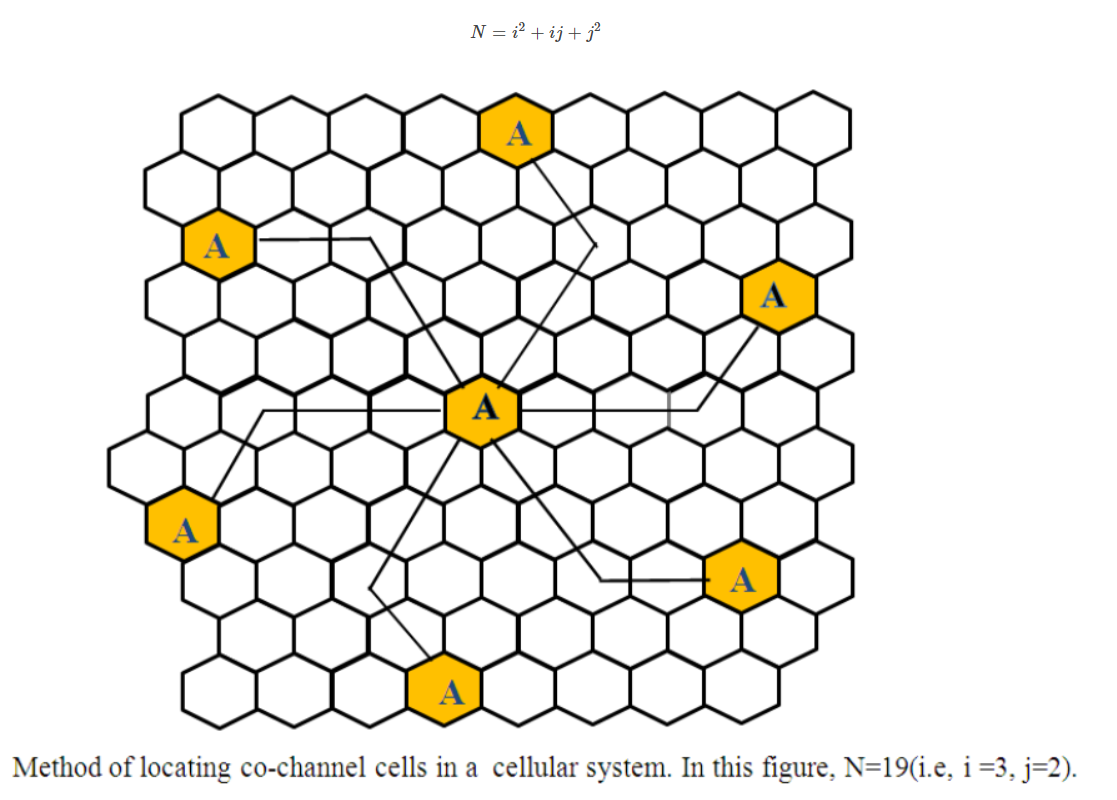 N = i² + ij + j²
A
A
A
A
A
A
A
Method of locating co-channel cells in a cellular system. In this figure, N=19(i.e, i =3, j=2).